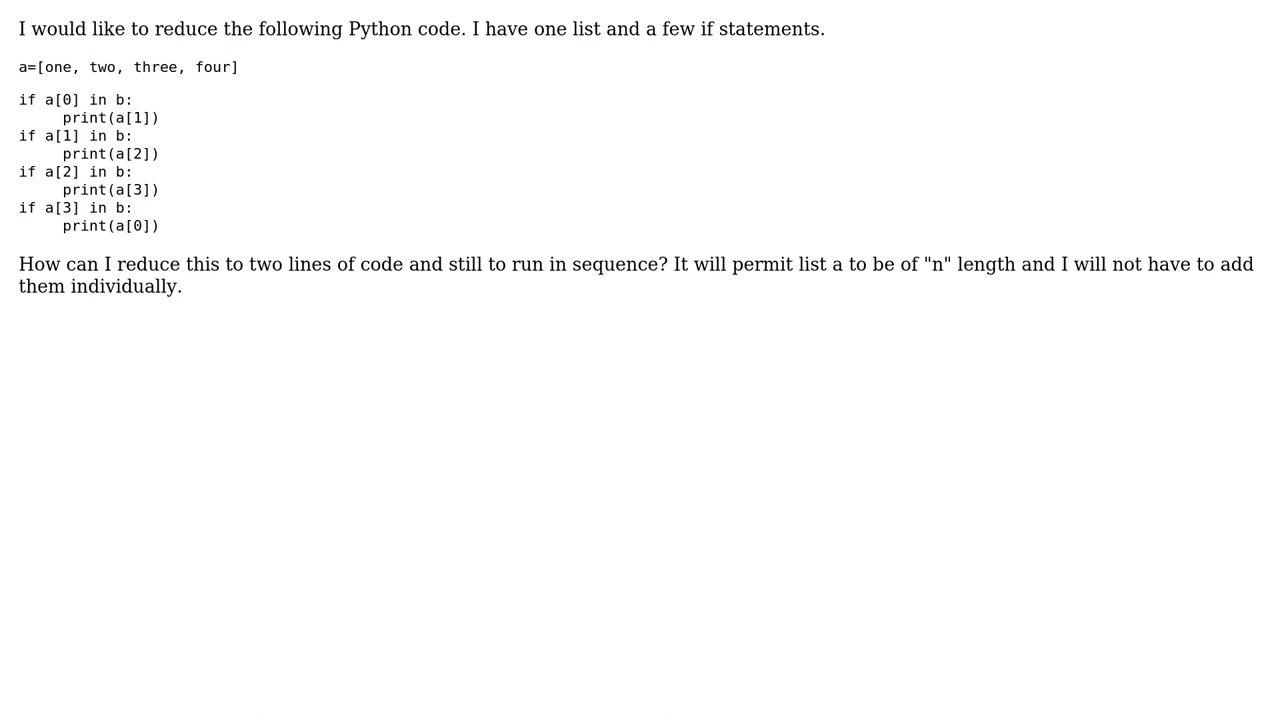 I would like to reduce the following Python code. I have one list and a few if statements.
a=[one, two, three, four]
if a[0] in b:
     print(a[1])
if a[1] in b:
     print(a[2])
if a[2] in b:
     print(a[3])
if a[3] in b:
     print(a[0])
How can I reduce this to two lines of code and still to run in sequence? It will permit list a to be of "n" length and I will not have to add
them individually.